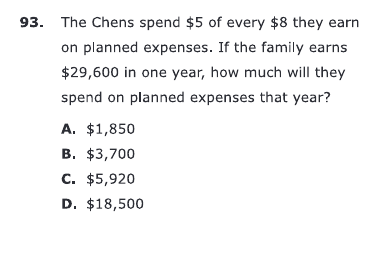 93. The Chens spend $5 of every $8 they earn
on planned expenses. If the family earns
$29,600 in one year, how much will they
spend on planned expenses that year?
A. $1,850
B. $3,700
C. $5,920
D. $18,500